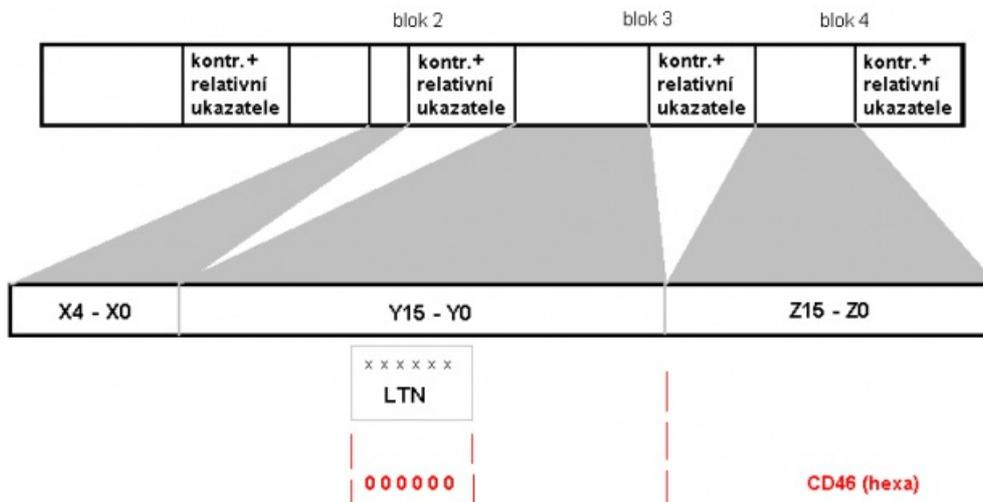 blok 2 blok 3 blok 4
kontr.+ kontr.+ kontr.+ kontr.+
relativní relativní relativní relativní
ukazatele ukazatele ukazatele ukazatele
X4 - X0 Y15 - Y0 Z15 - Z0
x x x x x x
LTN
000000 CD46 (hexa)